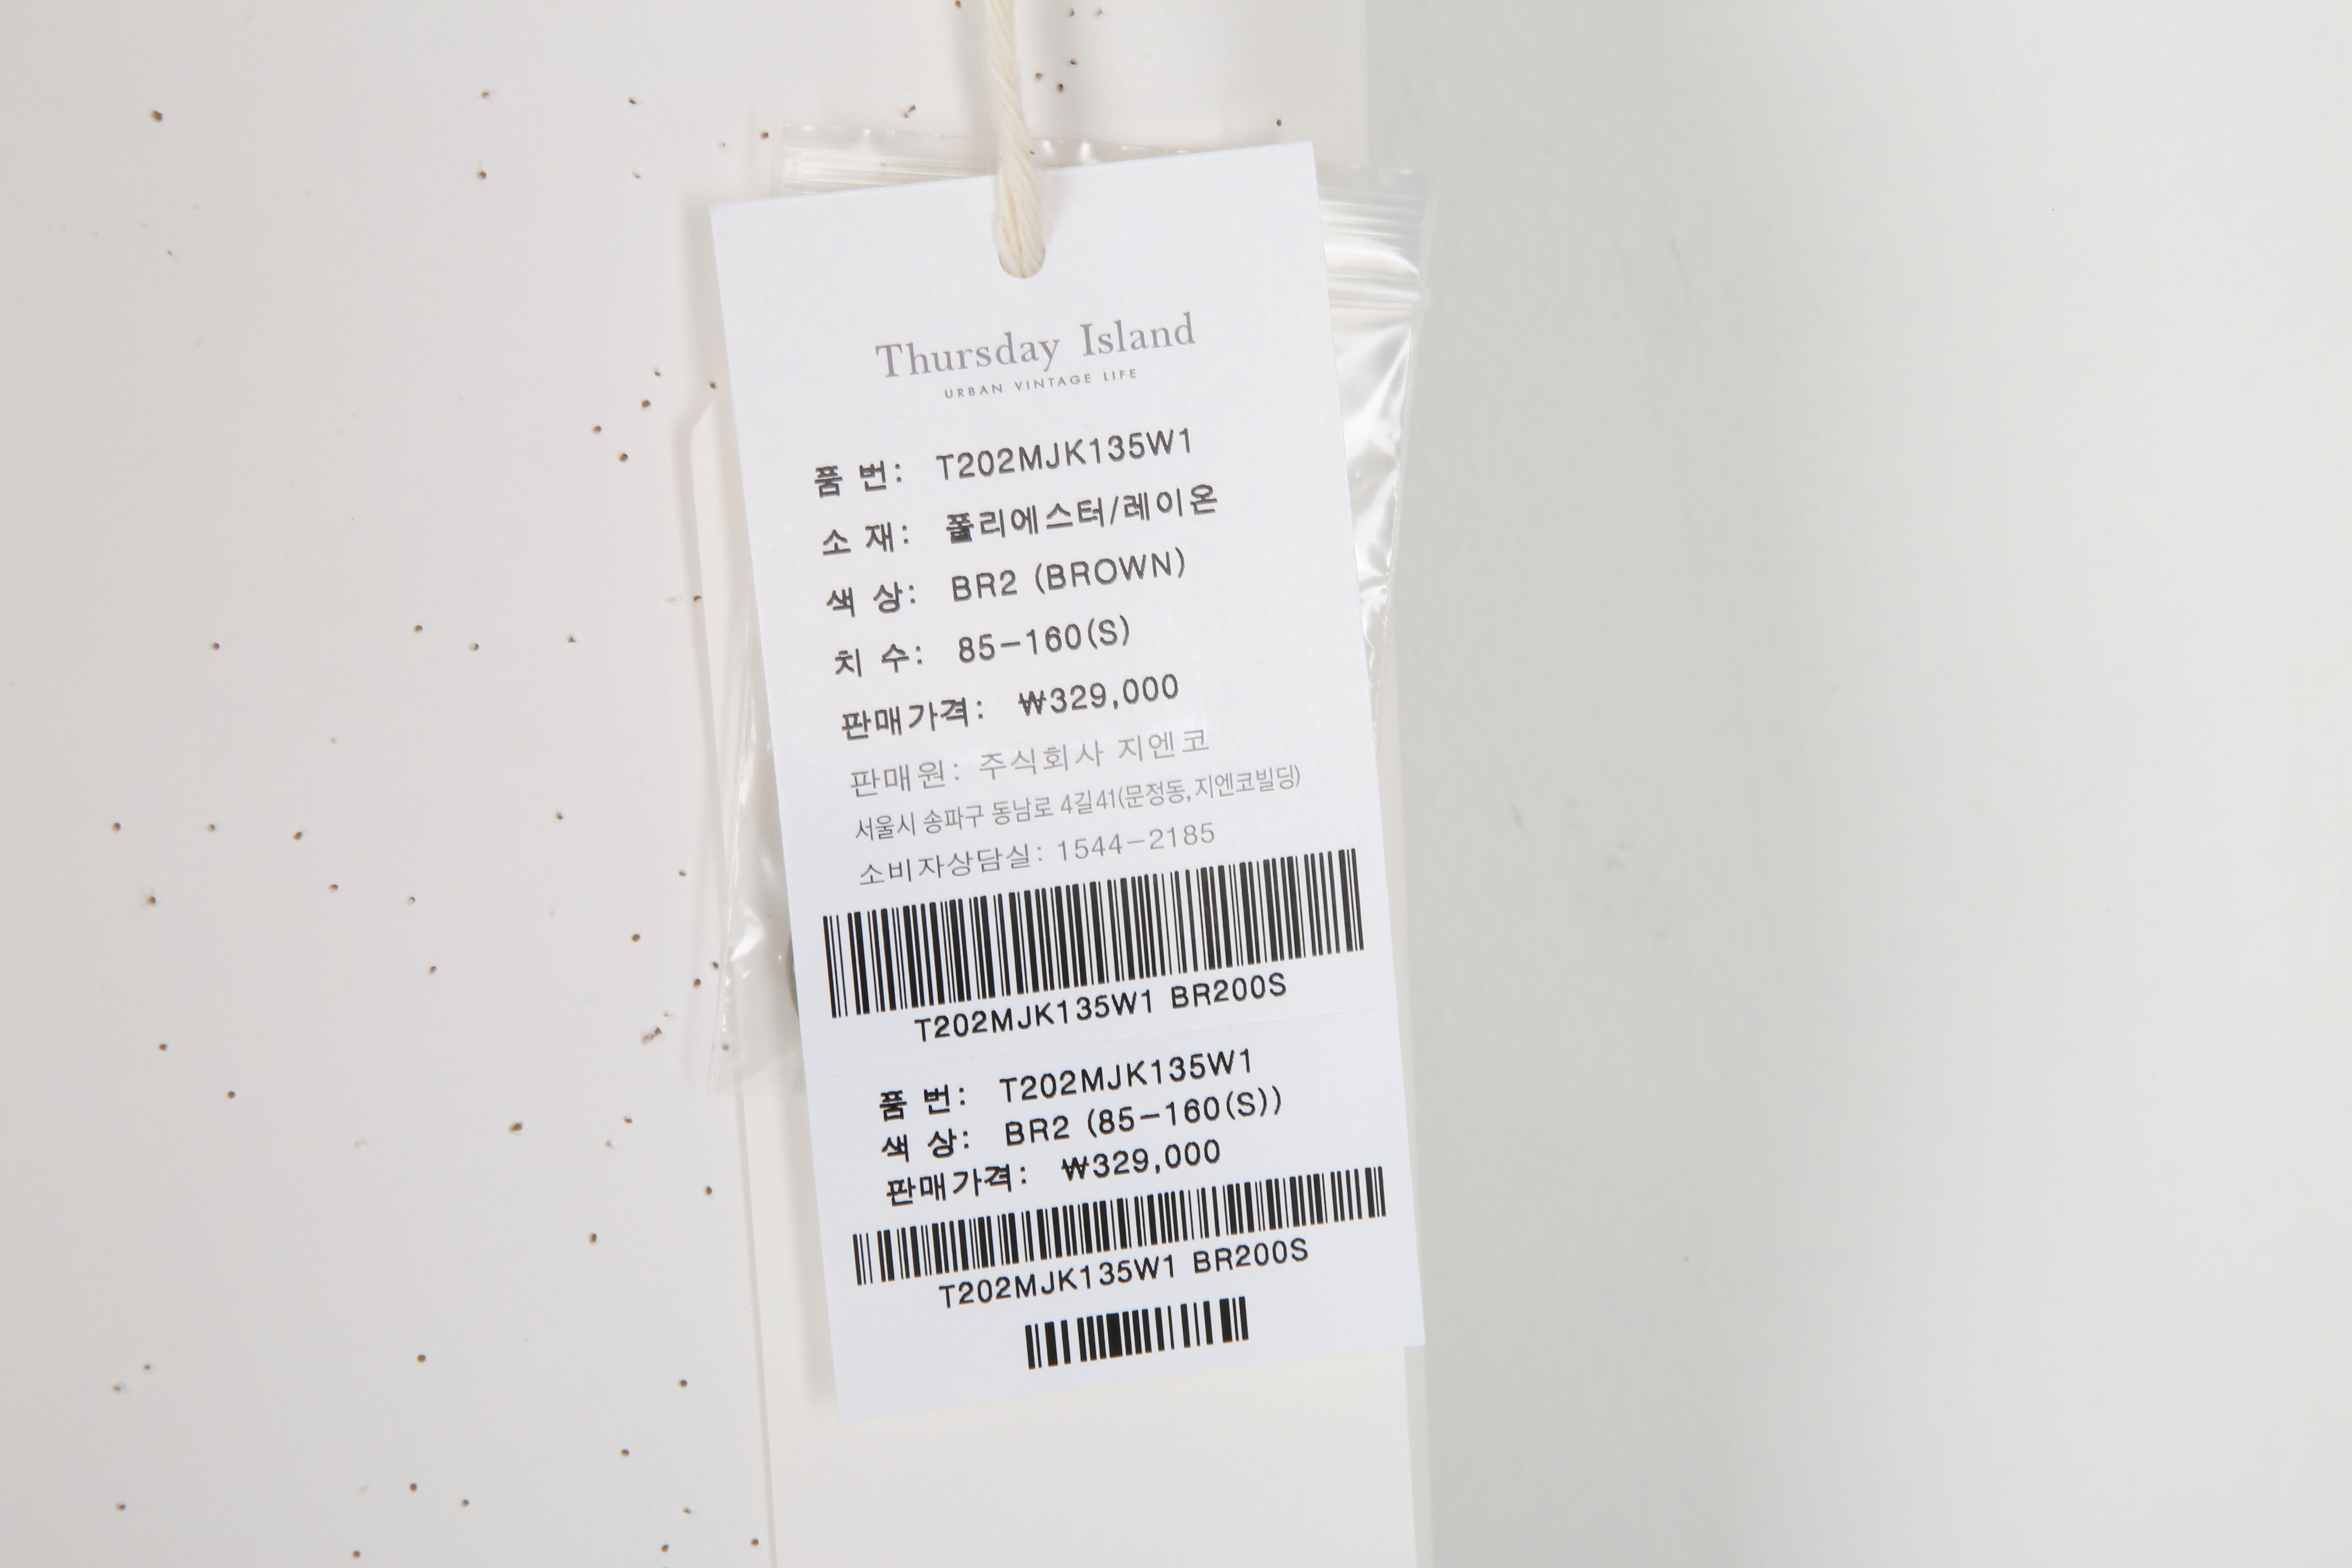 Thursday Island
URBAN VINTAGE LIFE
품 번: T202MJK135W1
소 재: 폴리에스터/레이온
색 상: BR2 (BROWN)
치 수: 85-160(S)
판매가격: ₩329,000
판매원: 주식회사 지엔코
서울시 송파구 동남로 4길41(문정동,지엔코빌딩)
소비자상담실: 1544-2185
T202MJK135W1 BR200S
품 번: T202MJK135W1
색 상: BR2 (85-160(S))
판매가격: ₩329,000
T202MJK135W1 BR200S